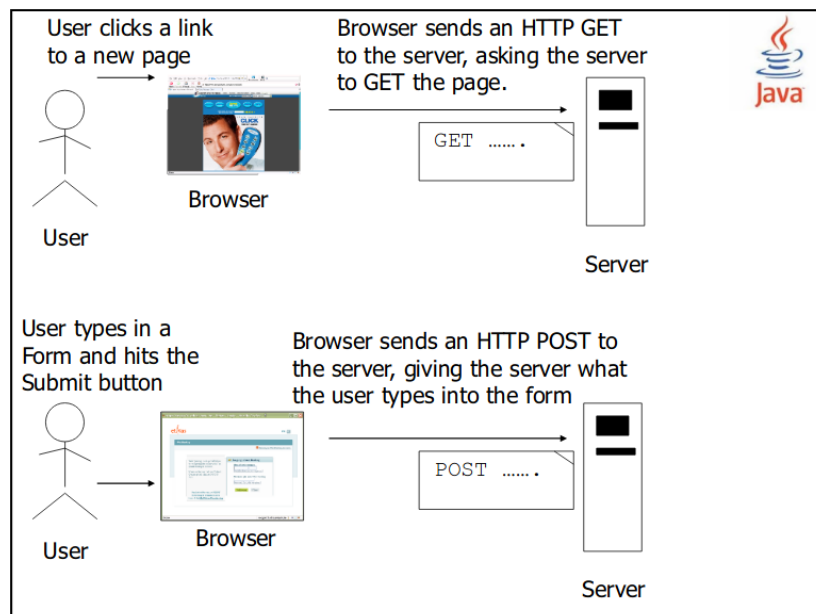 User clicks a link
to a new page
Browser sends an HTTP GET
to the server, asking the server
to GET the page.
Java
CLICK
GET …….
Browser
User
Server
User types in a
Form and hits the
Submit button
Browser sends an HTTP POST to
the server, giving the server what
the user types into the form
POST …….
Browser
User
Server